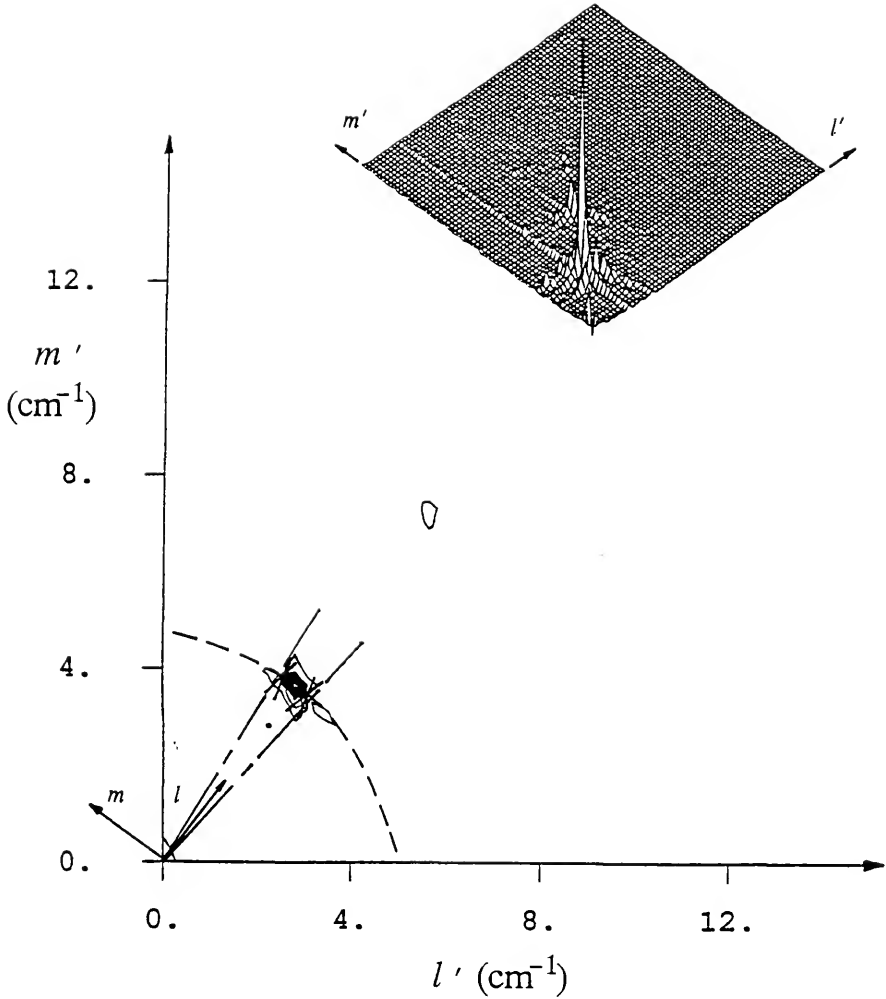 m'
l'
12.
m '
(cm⁻¹)
8.
4.
m
l
0.
0.
4.
8.
12.
l ' (cm⁻¹)